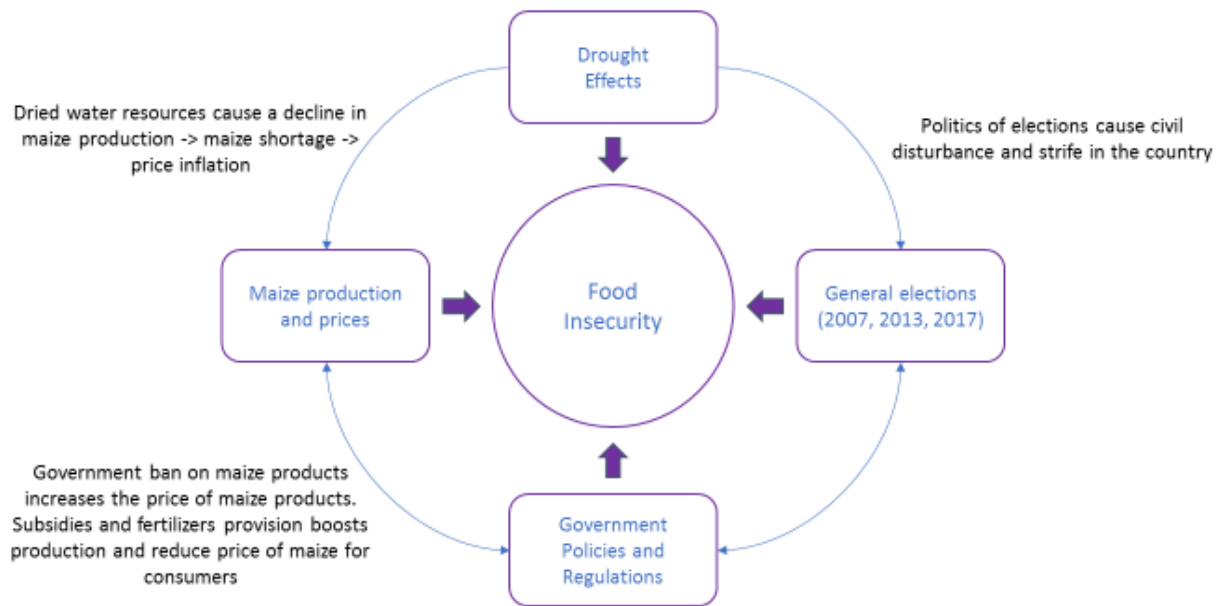 Drought
Effects
Dried water resources cause a decline in
maize production -> maize shortage ->
price inflation
Politics of elections cause civil
disturbance and strife in the country
Maize production
and prices
Food
Insecurity
General elections
(2007, 2013, 2017)
Government ban on maize products
increases the price of maize products.
Subsidies and fertilizers provision boosts
production and reduce price of maize for
consumers
Government
Policies and
Regulations